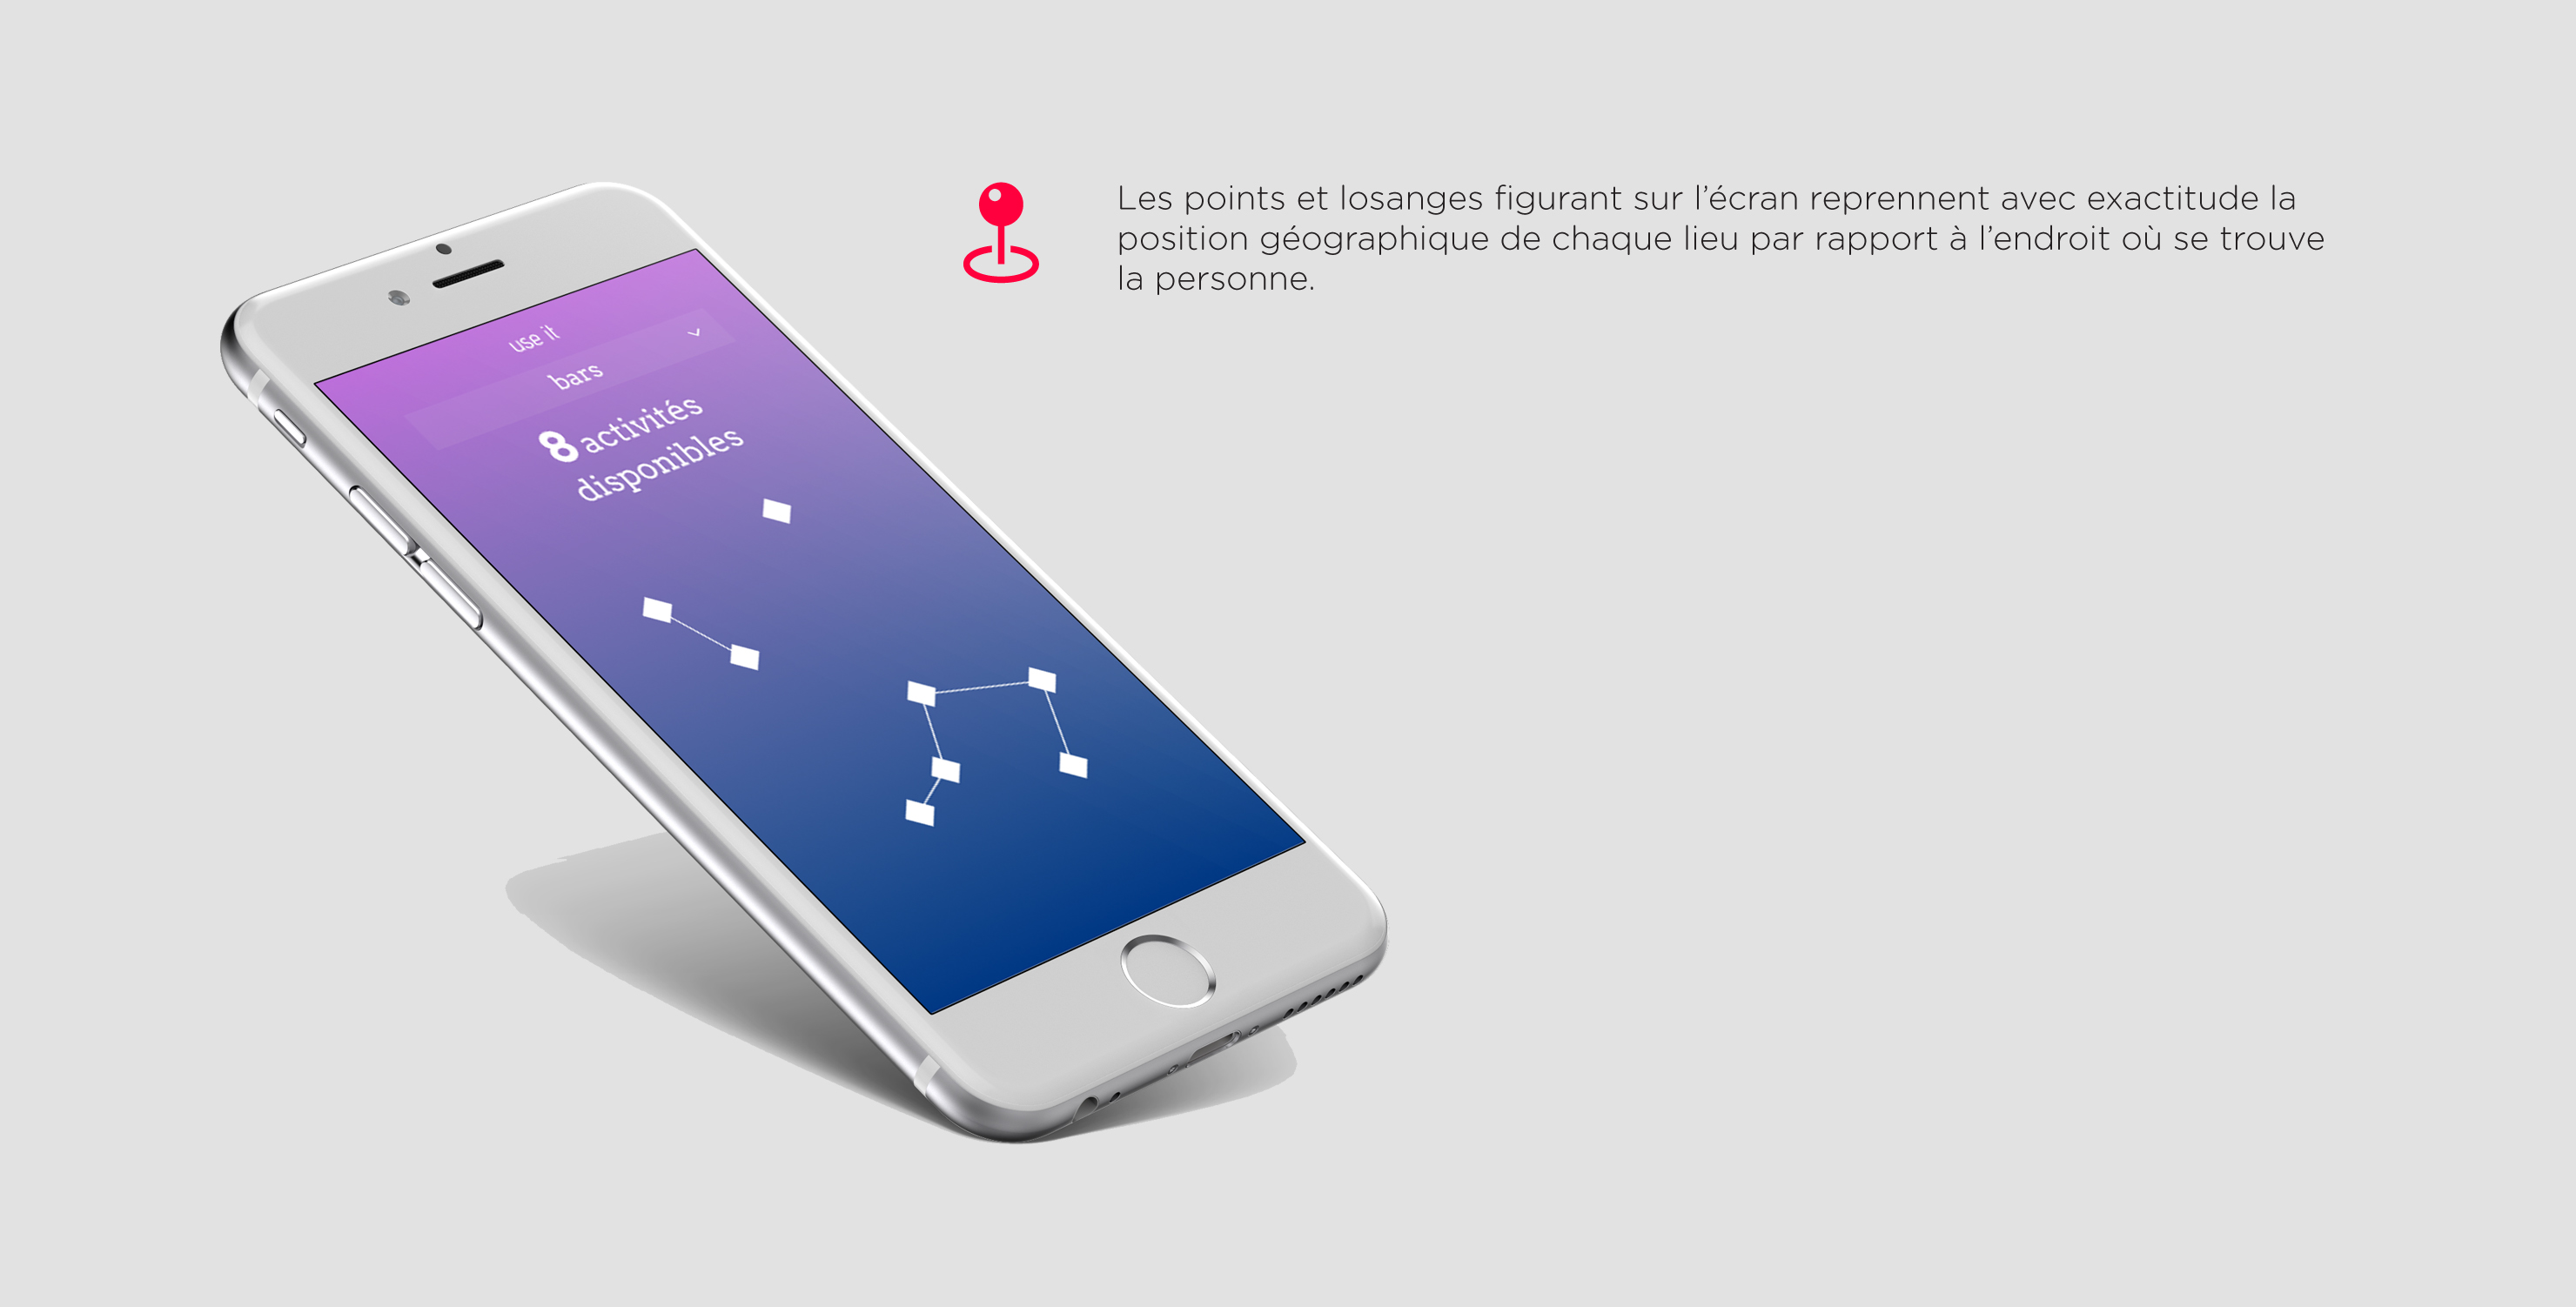 Les points et losanges figurant sur l’écran reprennent avec exactitude la
position géographique de chaque lieu par rapport à l’endroit où se trouve
la personne.
use it
bars
8 activités
disponibles